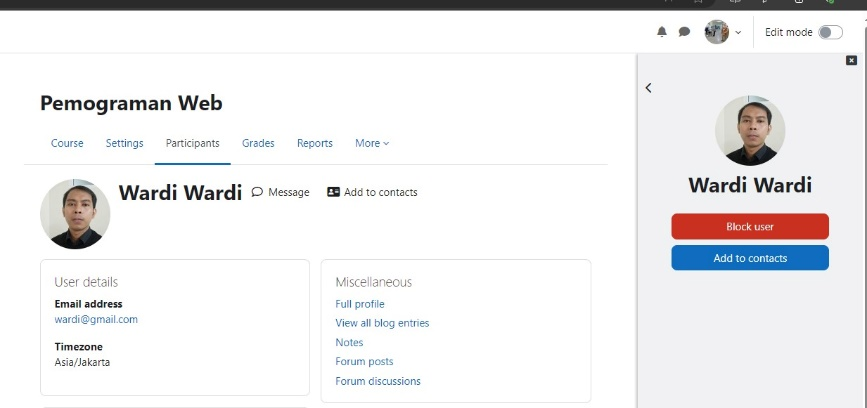 Edit mode
Pemograman Web
Course Settings Participants Grades Reports More
Wardi Wardi Message Add to contacts
User details
Email address
wardi@gmail.com
Timezone
Asia/Jakarta
Miscellaneous
Full profile
View all blog entries
Notes
Forum posts
Forum discussions
Wardi Wardi
Block user
Add to contacts